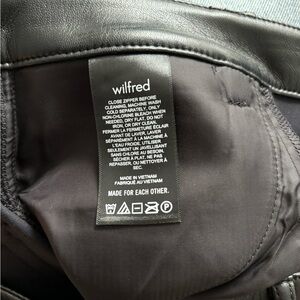 wilfred
CLOSE ZIPPER BEFORE
CLEANING. MACHINE WASH
COLD SEPARATELY. ONLY
NON-CHLORINE BLEACH WHEN
NEEDED. DRY FLAT. DO NOT
IRON, OR DRY CLEAN.
FERMER LA FERMETURE ÉCLAIR
AVANT DE LAVER. LAVER
SÉPARÉMENT À LA MACHINE À
L'EAU FROIDE. UTILISER
SEULEMENT UN JAVELLISANT
SANS CHLORE AU BESOIN.
SÉCHER À PLAT. NE PAS
REPASSER, OU NETTOYER À
SEC.
MADE IN VIETNAM
FABRIQUÉ AU VIETNAM
MADE FOR EACH OTHER.